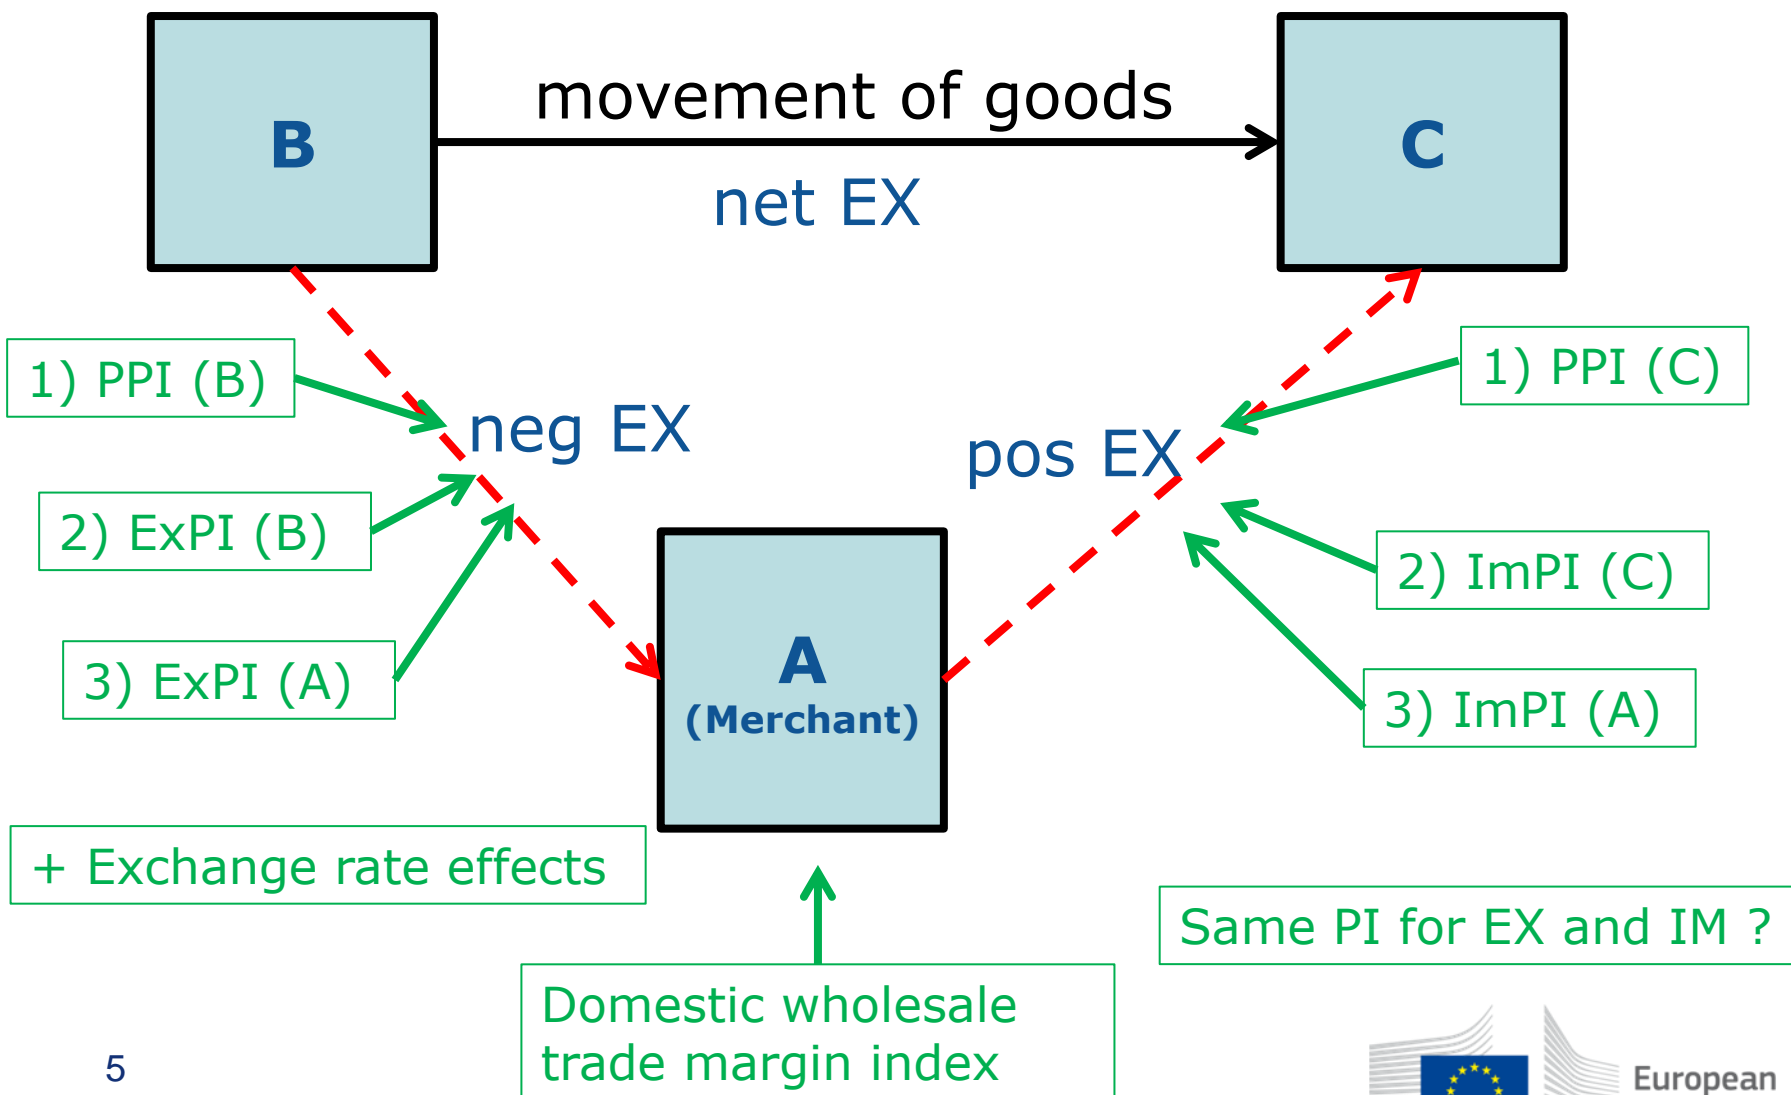 B
movement of goods
C
net EX
1) PPI (B)
1) PPI (C)
neg EX
pos EX
2) ExPI (B)
2) ImPI (C)
3) ExPI (A)
A
(Merchant)
3) ImPI (A)
+ Exchange rate effects
Same PI for EX and IM ?
Domestic wholesale
trade margin index
5
European